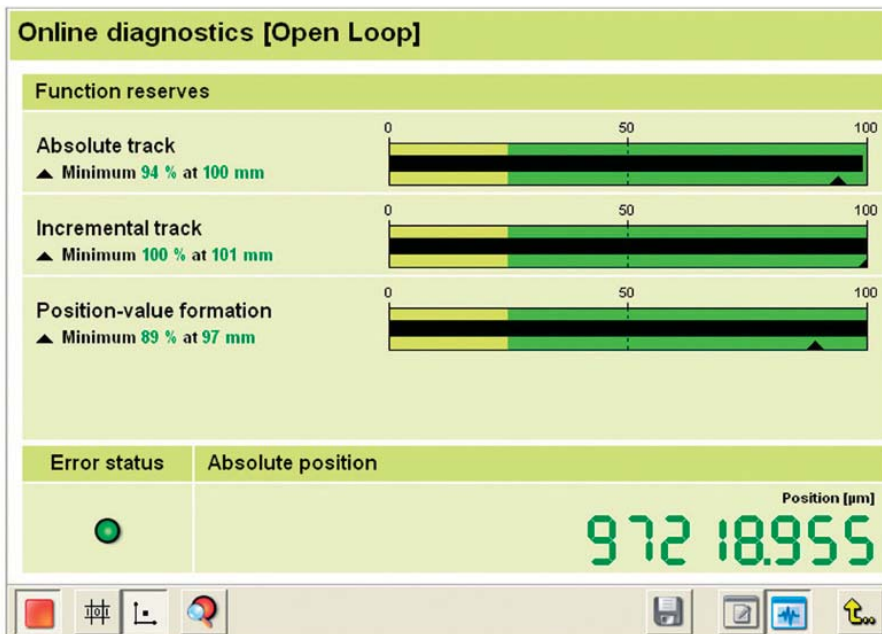 Online diagnostics [Open Loop]
Function reserves
Absolute track
▲ Minimum 94 % at 100 mm
0 50 100
Incremental track
▲ Minimum 100 % at 101 mm
0 50 100
Position-value formation
▲ Minimum 89 % at 97 mm
0 50 100
Error status
Absolute position
Position [µm]
97218.955